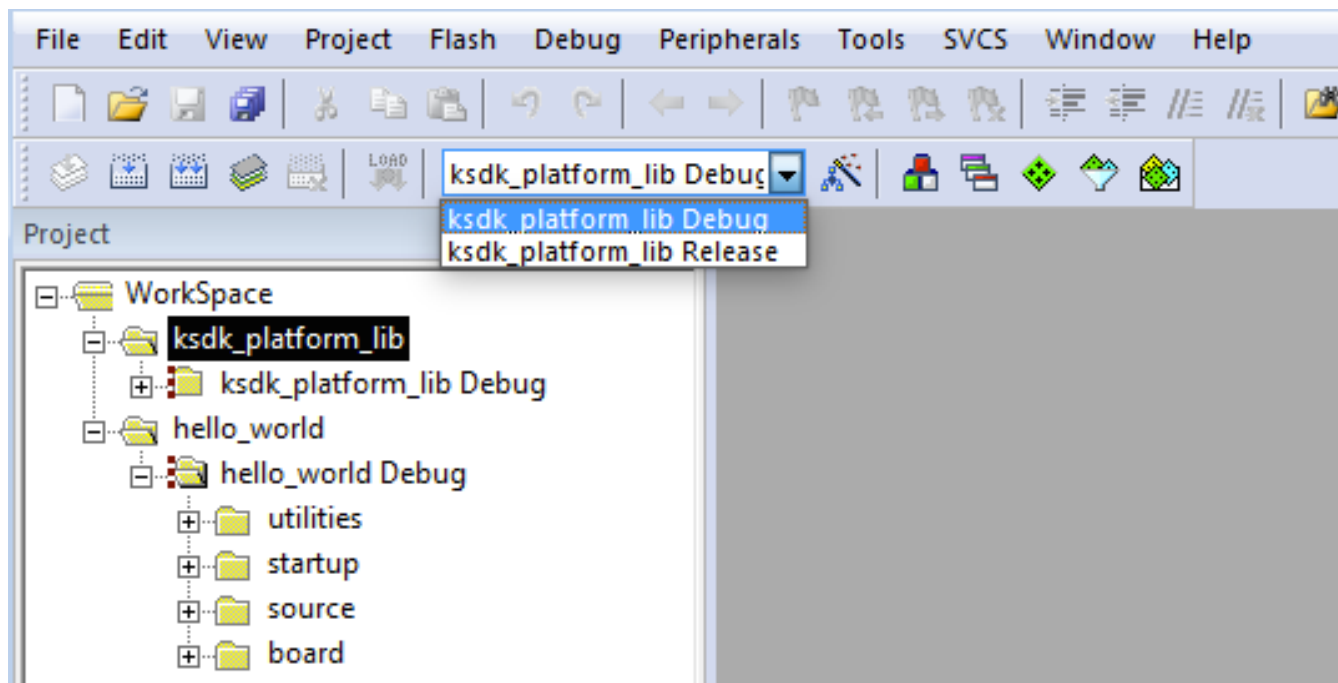 File Edit View Project Flash Debug Peripherals Tools SVCS Window Help
LOAD
ksdk_platform_lib Debug
ksdk_platform_lib Debug
ksdk_platform_lib Release
Project
WorkSpace
ksdk_platform_lib
ksdk_platform_lib Debug
hello_world
hello_world Debug
utilities
startup
source
board